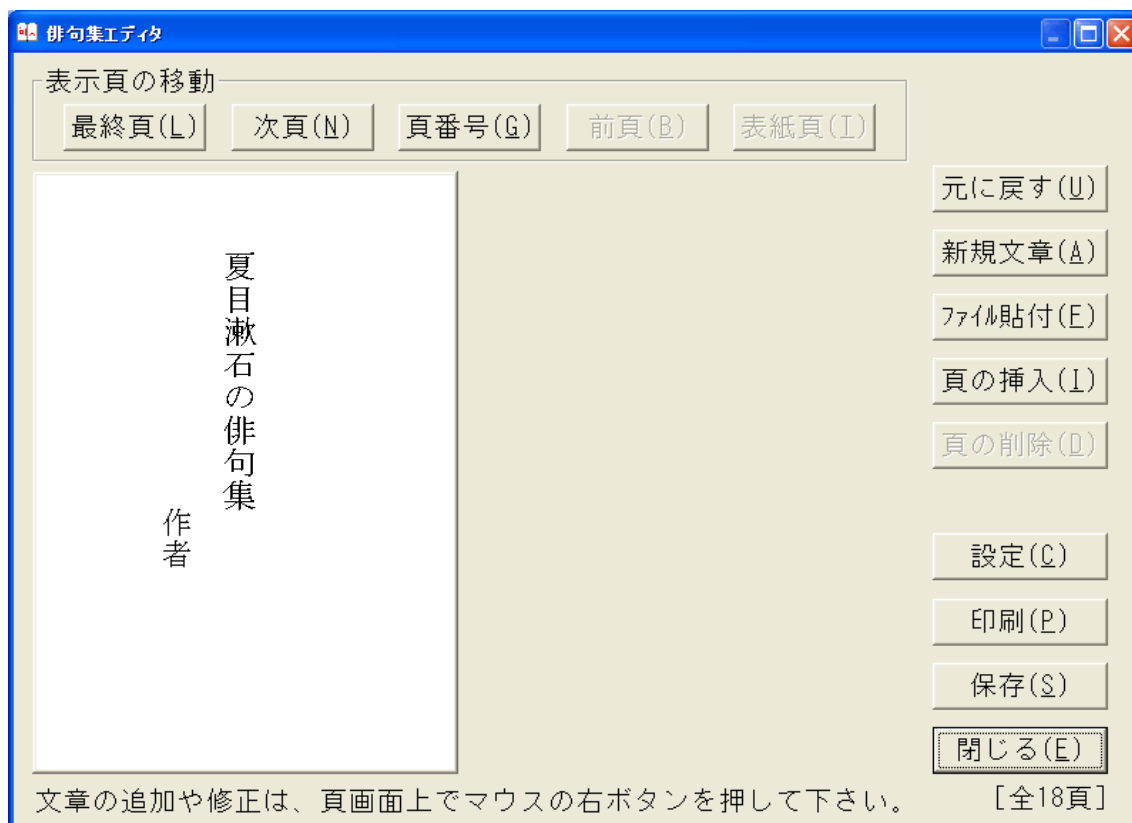 俳句集エディタ
表示頁の移動
最終頁(L) 次頁(N) 頁番号(G) 前頁(B) 表紙頁(T)
夏目漱石の俳句集
作者
元に戻す(U)
新規文章(A)
ﾌｧｲﾙ貼付(F)
頁の挿入(I)
頁の削除(D)
設定(C)
印刷(P)
保存(S)
閉じる(E)
文章の追加や修正は、頁画面上でマウスの右ボタンを押して下さい。 [全18頁]